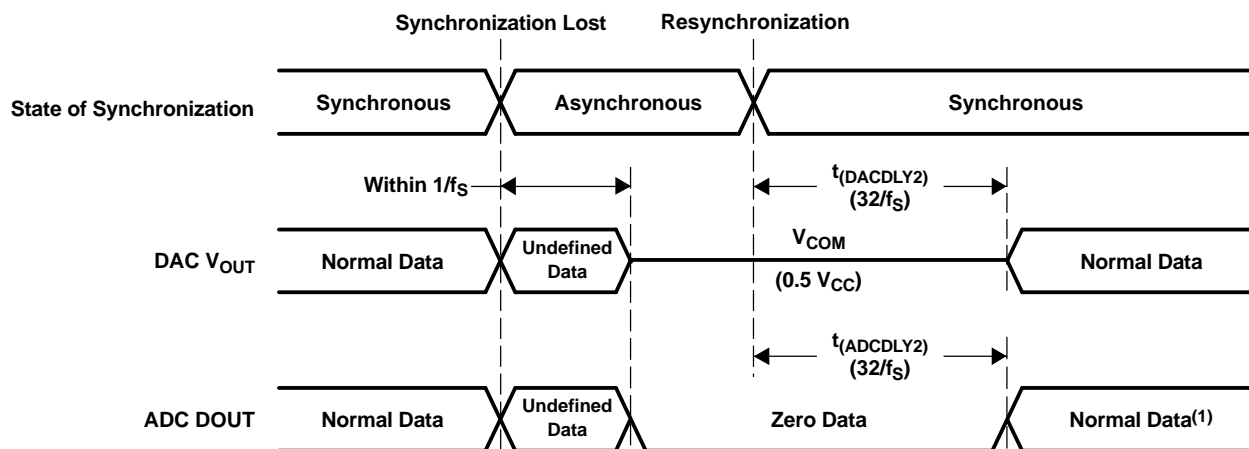 Synchronization Lost
Resynchronization
State of Synchronization
Synchronous
Asynchronous
Synchronous
Within 1/fS
t(DACDLY2)
(32/fS)
DAC VOUT
Normal Data
Undefined
Data
VCOM
(0.5 VCC)
Normal Data
t(ADCDLY2)
(32/fS)
ADC DOUT
Normal Data
Undefined
Data
Zero Data
Normal Data(1)